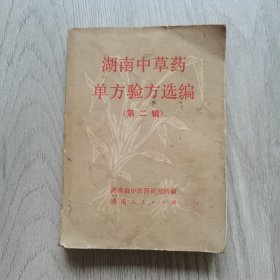 湖南中草药
单方验方选编
（第二辑）
湖南省中医药研究所编
湖南人民出版社